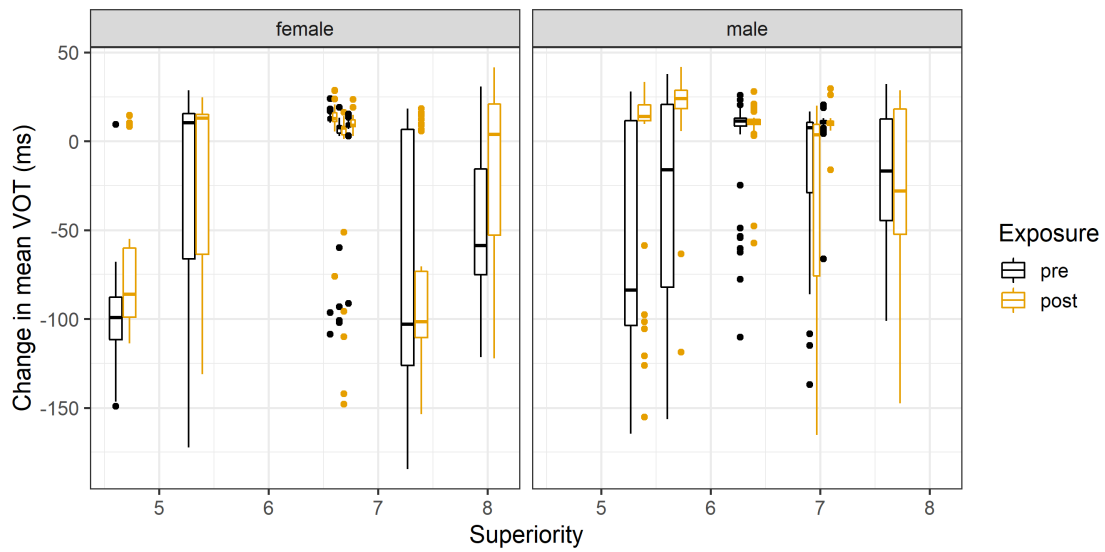 female
male
50
0
-50
-100
-150
Change in mean VOT (ms)
5
6
7
8
5
6
7
8
Superiority
Exposure
pre
post